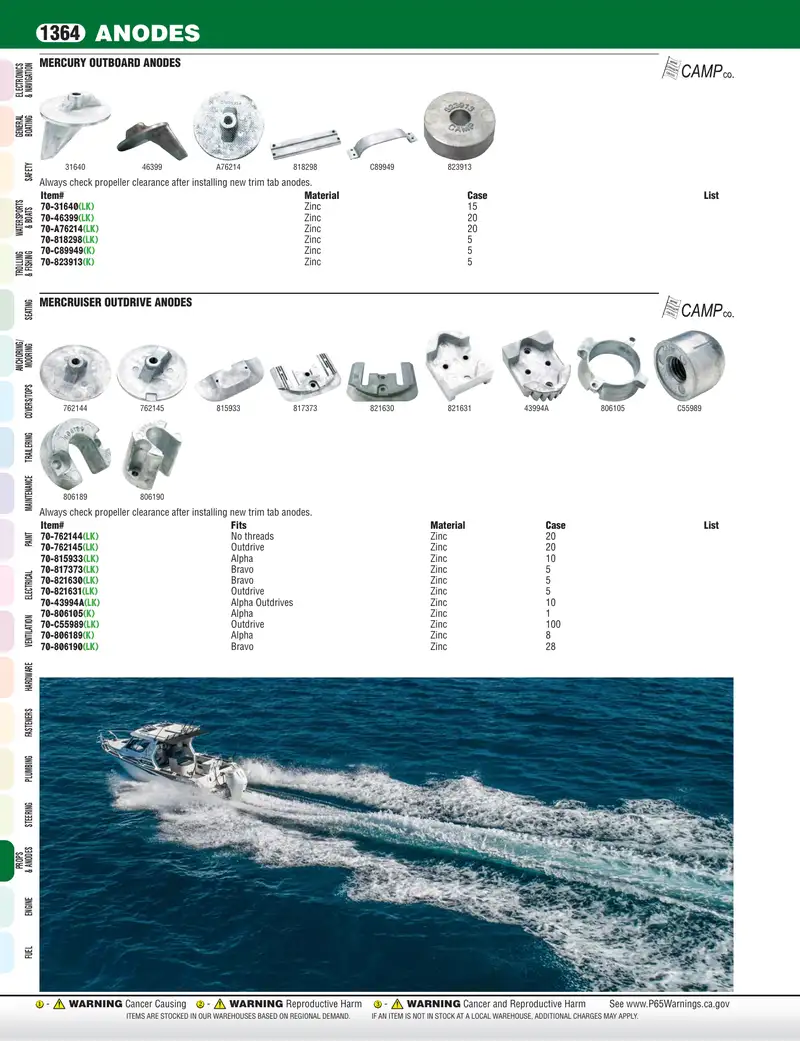 1364 ANODES
MERCURY OUTBOARD ANODES
CAMP CO.
823913
CAMP
31640 46399 A76214 818298 C89949 823913
Always check propeller clearance after installing new trim tab anodes.
Item# Material Case List
70-31640(LK) Zinc 15
70-46399(LK) Zinc 20
70-A76214(LK) Zinc 20
70-818298(LK) Zinc 5
70-C89949(K) Zinc 5
70-823913(K) Zinc 5
MERCRUISER OUTDRIVE ANODES
CAMP CO.
762144 762145 815933 817373 821630 821631 43994A 806105 C55989
806189 806190
Always check propeller clearance after installing new trim tab anodes.
Item# Fits Material Case List
70-762144(LK) No threads Zinc 20
70-762145(LK) Outdrive Zinc 20
70-815933(LK) Alpha Zinc 10
70-817373(LK) Bravo Zinc 5
70-821630(LK) Bravo Zinc 5
70-821631(LK) Outdrive Zinc 5
70-43994A(LK) Alpha Outdrives Zinc 10
70-806105(K) Alpha Zinc 1
70-C55989(LK) Outdrive Zinc 100
70-806189(K) Alpha Zinc 8
70-806190(LK) Bravo Zinc 28
ELECTRONICS
& NAVIGATION
GENERAL
BOATING
SAFETY
WATERSPORTS
& BOATS
TROLLING
& FISHING
SEATING
ANCHORING/
MOORING
COVERS/TOPS
TRAILERING
MAINTENANCE
PAINT
ELECTRICAL
VENTILATION
HARDWARE
FASTENERS
PLUMBING
STEERING
PROPS
& ANODES
ENGINE
FUEL
1 - WARNING Cancer Causing 2 - WARNING Reproductive Harm 3 - WARNING Cancer and Reproductive Harm See www.P65Warnings.ca.gov
ITEMS ARE STOCKED IN OUR WAREHOUSES BASED ON REGIONAL DEMAND. IF AN ITEM IS NOT IN STOCK AT A LOCAL WAREHOUSE, ADDITIONAL CHARGES MAY APPLY.